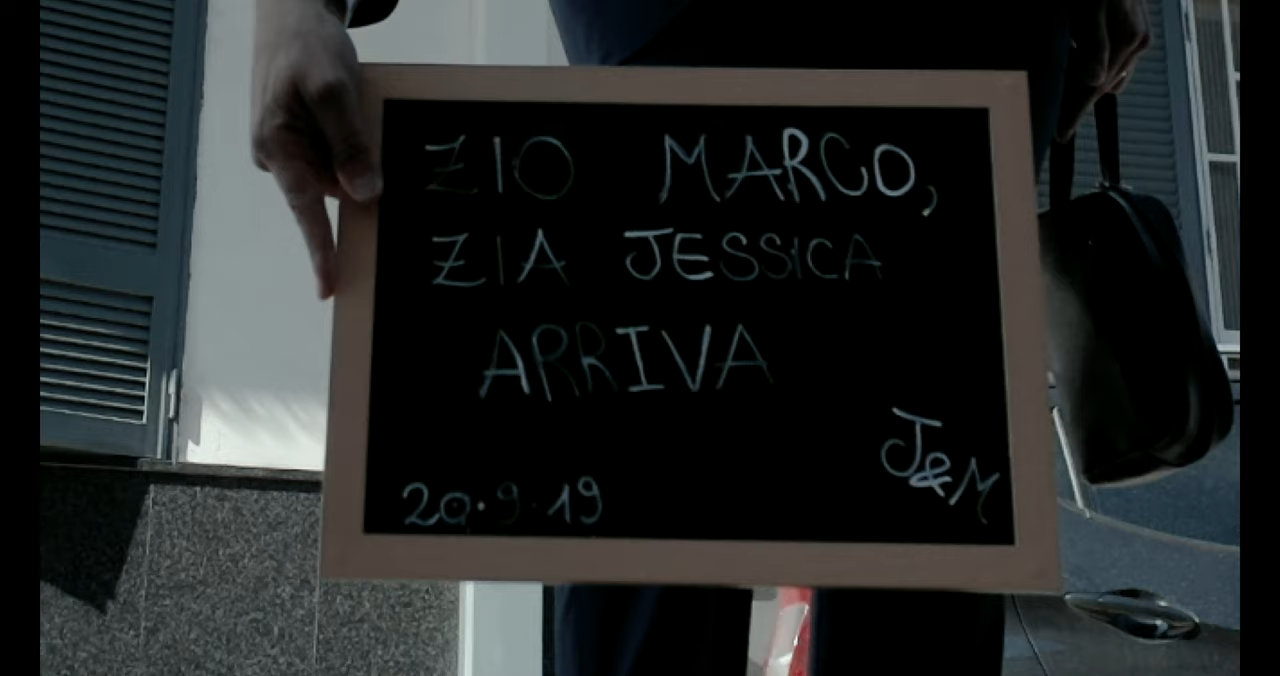 ZIO MARCO,
ZIA JESSICA
ARRIVA
J&M
20.9.19